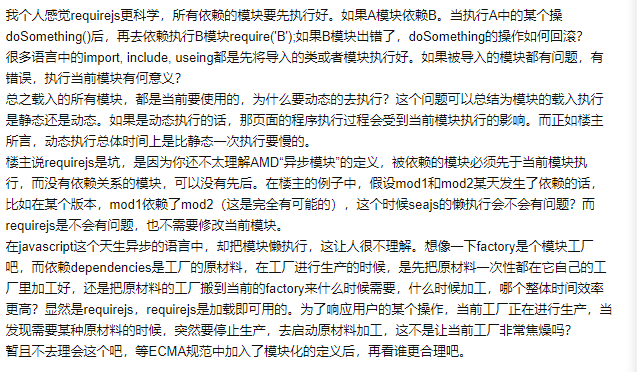 我个人感觉requirejs更科学，所有依赖的模块要先执行好。如果A模块依赖B。当执行A中的某个操
doSomething()后，再去依赖执行B模块require('B');如果B模块出错了，doSomething的操作如何回滚?
很多语言中的import, include, useing都是先将导入的类或者模块执行好。如果被导入的模块都有问题，有
错误，执行当前模块有何意义?
总之载入的所有模块，都是当前要使用的，为什么要动态的去执行？这个问题可以总结为模块的载入执行
是静态还是动态。如果是动态执行的话，那页面的程序执行过程会受到当前模块执行的影响。而正如楼主
所言，动态执行总体时间上是比静态一次执行要慢的。
楼主说requirejs是坑，是因为你还不太理解AMD“异步模块”的定义，被依赖的模块必须先于当前模块执
行，而没有依赖关系的模块，可以没有先后。在楼主的例子中，假设mod1和mod2某天发生了依赖的话，
比如在某个版本，mod1依赖了mod2（这是完全有可能的），这个时候seajs的懒执行会不会有问题？而
requirejs是不会有问题，也不需要修改当前模块。
在javascript这个天生异步的语言中，却把模块懒执行，这让人很不理解。想像一下factory是个模块工厂
吧，而依赖dependencies是工厂的原材料，在工厂进行生产的时候，是先把原材料一次性都在它自己的工
厂里加工好，还是把原材料的工厂搬到当前的factory来什么时候需要，什么时候加工，哪个整体时间效率
更高？显然是requirejs，requirejs是加载即可用的。为了响应用户的某个操作，当前工厂正在进行生产，当
发现需要某种原材料的时候，突然要停止生产，去启动原材料加工，这不是让当前工厂非常焦燥吗?
暂且不去理会这个吧，等ECMA规范中加入了模块化的定义后，再看谁更合理吧。